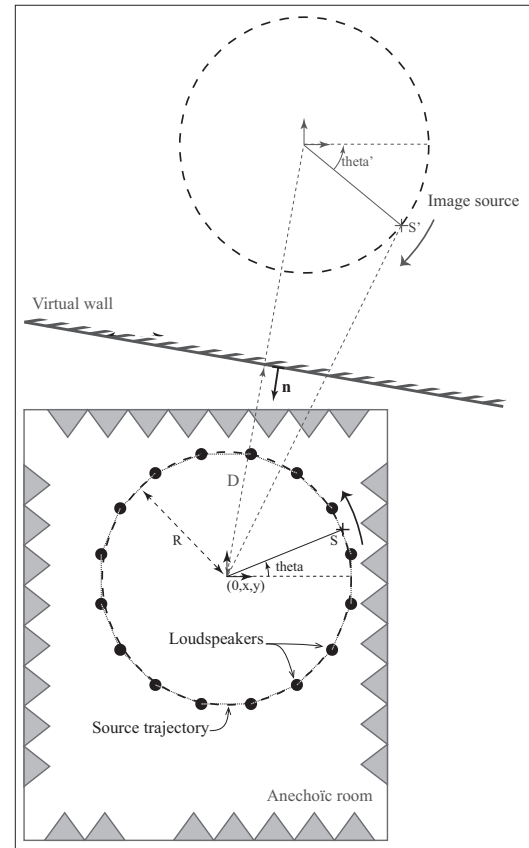 theta’
Image source
S’
Virtual wall
n
D
R
S
theta
(0,x,y)
Loudspeakers
Source trajectory
Anechoïc room